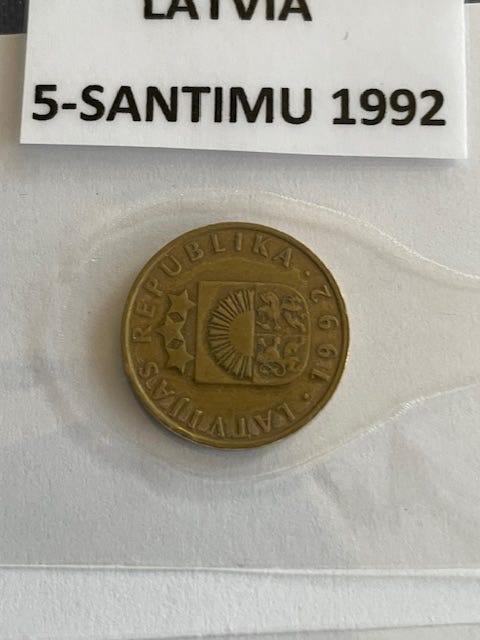 LATVIA
5-SANTIMU 1992
LATVIJAS REPUBLIKA · 1992 ·